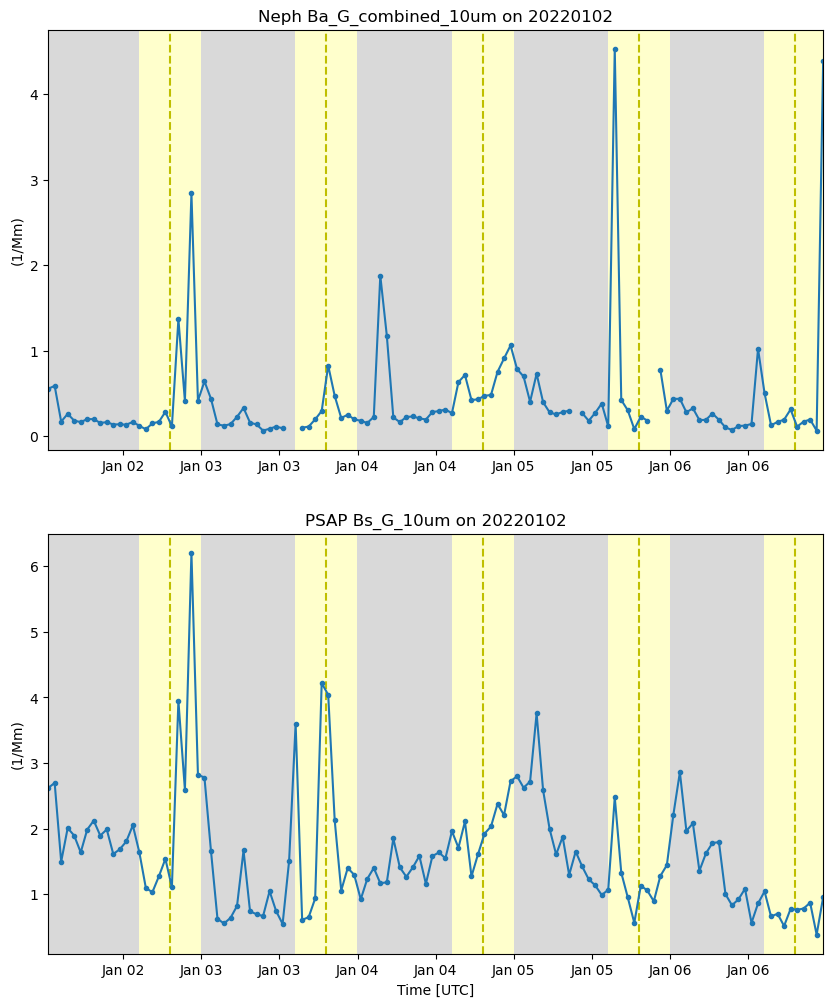 Neph Ba_G_combined_10um on 20220102
4
3
2
1
0
(1/Mm)
Jan 02 Jan 03 Jan 03 Jan 04 Jan 04 Jan 05 Jan 05 Jan 06 Jan 06
PSAP Bs_G_10um on 20220102
6
5
4
3
2
1
(1/Mm)
Jan 02 Jan 03 Jan 03 Jan 04 Jan 04 Jan 05 Jan 05 Jan 06 Jan 06
Time [UTC]